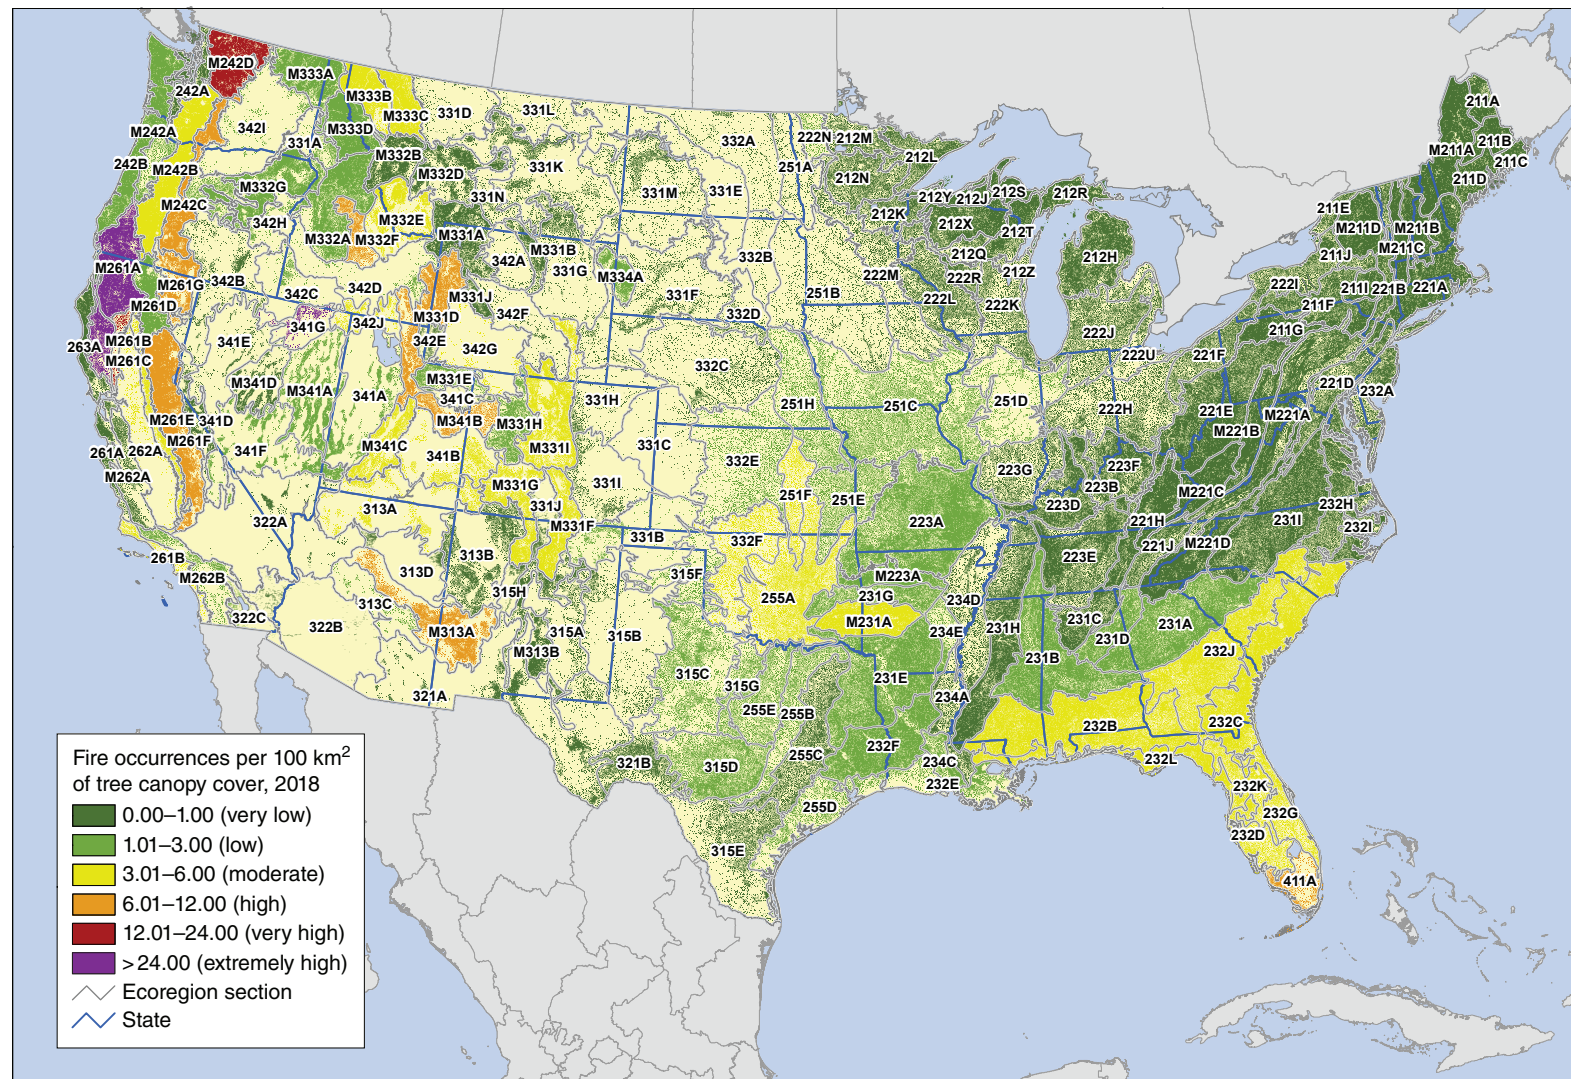 M242D
M333A
242A
M333B
M333C
331D
331L
M242A
342I
M333D
331A
332A
222N
212M
211A
242B
M242B
M332B
M332D
331K
251A
212L
M211A
211B
211C
M332G
331N
331M
331E
212N
212Y
212J
212S
212R
211D
M242C
342H
M332E
212K
212X
212T
211E
M211D
M211B
M332A
M332F
M331A
M331B
342A
331G
M334A
332B
212Q
212Z
212H
211J
M211C
M261A
M261G
342B
342C
342D
M331J
331F
251B
222M
222R
222L
222K
222I
211I
221B
221A
M261D
341G
342J
M331D
342F
332D
222J
211F
211G
263A
M261B
M261C
341E
342E
342G
332C
222U
221F
M341D
M341A
341A
M331E
341C
331H
251H
251C
251D
222H
221D
232A
M261E
341D
M341B
M331H
221E
M221A
M261F
M341C
M331I
331C
M221B
261A
262A
341F
341B
332E
223G
223F
M262A
M331G
331I
251F
251E
223B
M221C
322A
313A
331J
M331F
223A
223D
221H
231I
232H
232I
261B
313B
331B
332F
223E
221J
M221D
M262B
313D
315H
315F
M223A
255A
231G
234D
322C
322B
313C
M313A
315A
315B
M231A
234E
231H
231C
231D
231A
M313B
231B
232J
321A
315C
315G
231E
234A
255E
255B
232B
232C
321B
315D
255C
232F
234C
232L
232E
232K
255D
232G
232D
315E
411A
Fire occurrences per 100 km²
of tree canopy cover, 2018
0.00–1.00 (very low)
1.01–3.00 (low)
3.01–6.00 (moderate)
6.01–12.00 (high)
12.01–24.00 (very high)
>24.00 (extremely high)
Ecoregion section
State